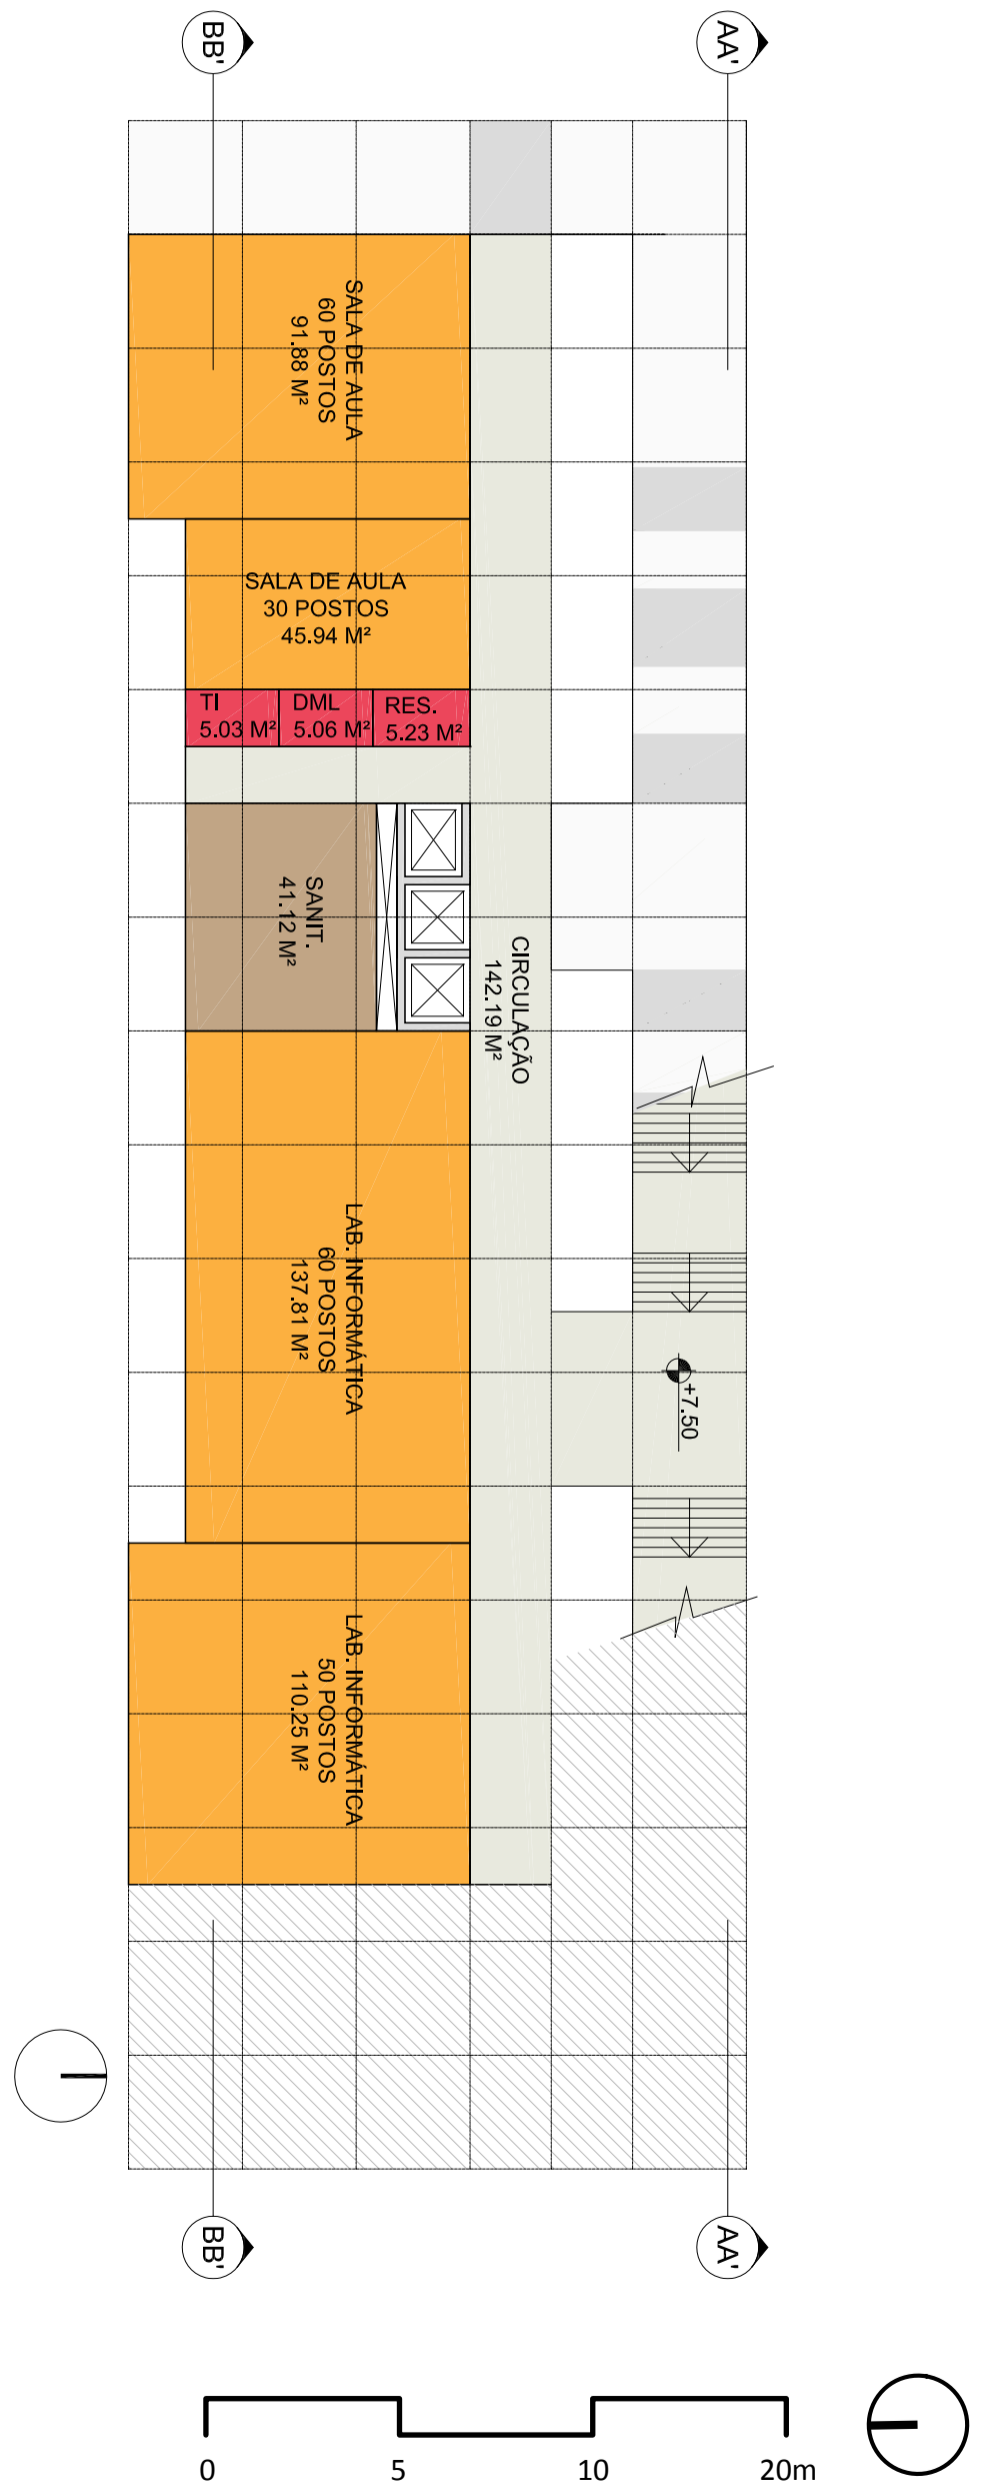 BB'
AA'
SALA DE AULA
60 POSTOS
91.88 M²
SALA DE AULA
30 POSTOS
45.94 M²
TI
5.03 M²
DML
5.06 M²
RES.
5.23 M²
SANIT.
41.12 M²
CIRCULAÇÃO
142.19 M²
LAB. INFORMÁTICA
60 POSTOS
137.81 M²
+7.50
LAB. INFORMÁTICA
50 POSTOS
110.25 M²
BB'
AA'
0 5 10 20m